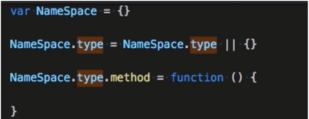 var NameSpace = {}
NameSpace.type = NameSpace.type || {}
NameSpace.type.method = function () {
}